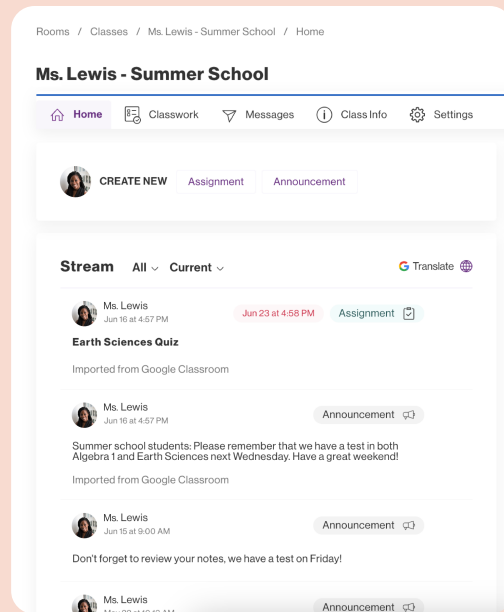 Rooms / Classes / Ms. Lewis - Summer School / Home
Ms. Lewis - Summer School
Home Classwork Messages Class Info Settings
CREATE NEW Assignment Announcement
Stream All Current G Translate
Ms. Lewis
Jun 16 at 4:57 PM Jun 23 at 4:58 PM Assignment
Earth Sciences Quiz
Imported from Google Classroom
Ms. Lewis
Jun 16 at 4:57 PM Announcement
Summer school students: Please remember that we have a test in both
Algebra 1 and Earth Sciences next Wednesday. Have a great weekend!
Imported from Google Classroom
Ms. Lewis
Jun 15 at 9:00 AM Announcement
Don't forget to review your notes, we have a test on Friday!
Ms. Lewis
Announcement